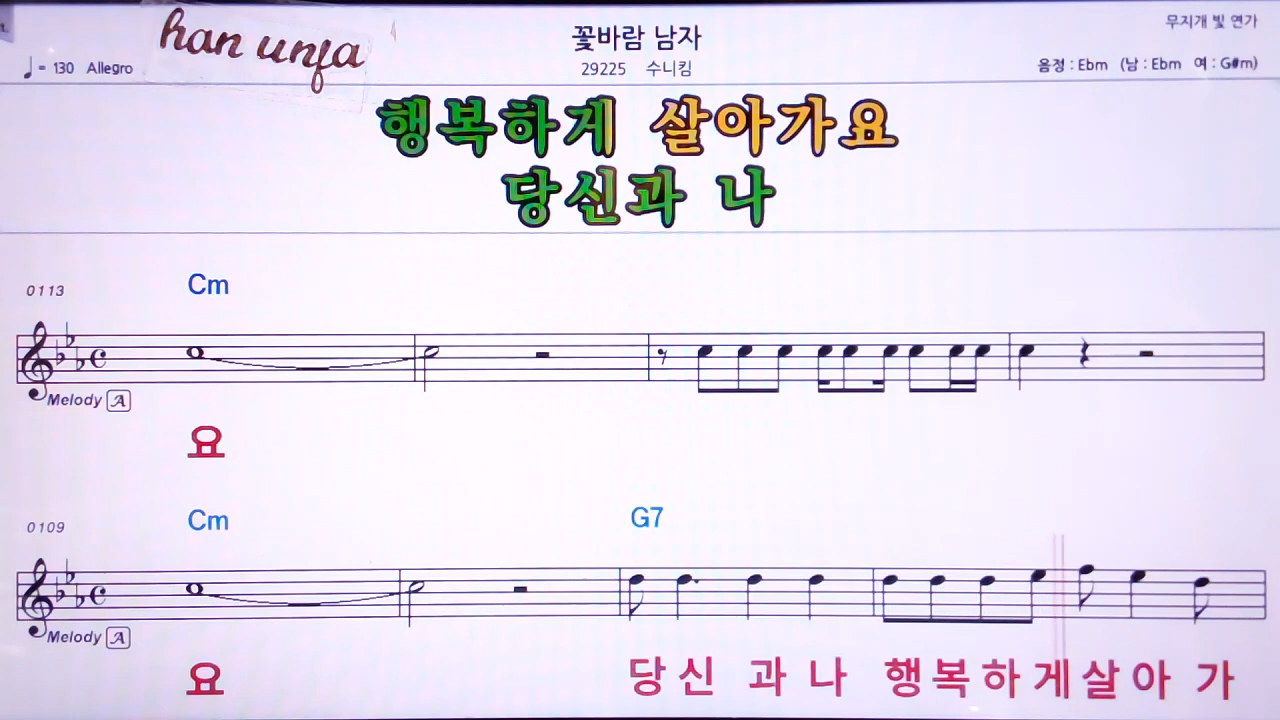 han unfa
꽃바람 남자
무지개 빛 연가
♩= 130 Allegro
29225 수니킴
음정 : Ebm (남 : Ebm 여 : G#m)
행복하게 살아가요
당신과 나
0113
Cm
Melody A
요
0109
Cm G7
Melody A
요 당신 과 나 행복하게살아 가